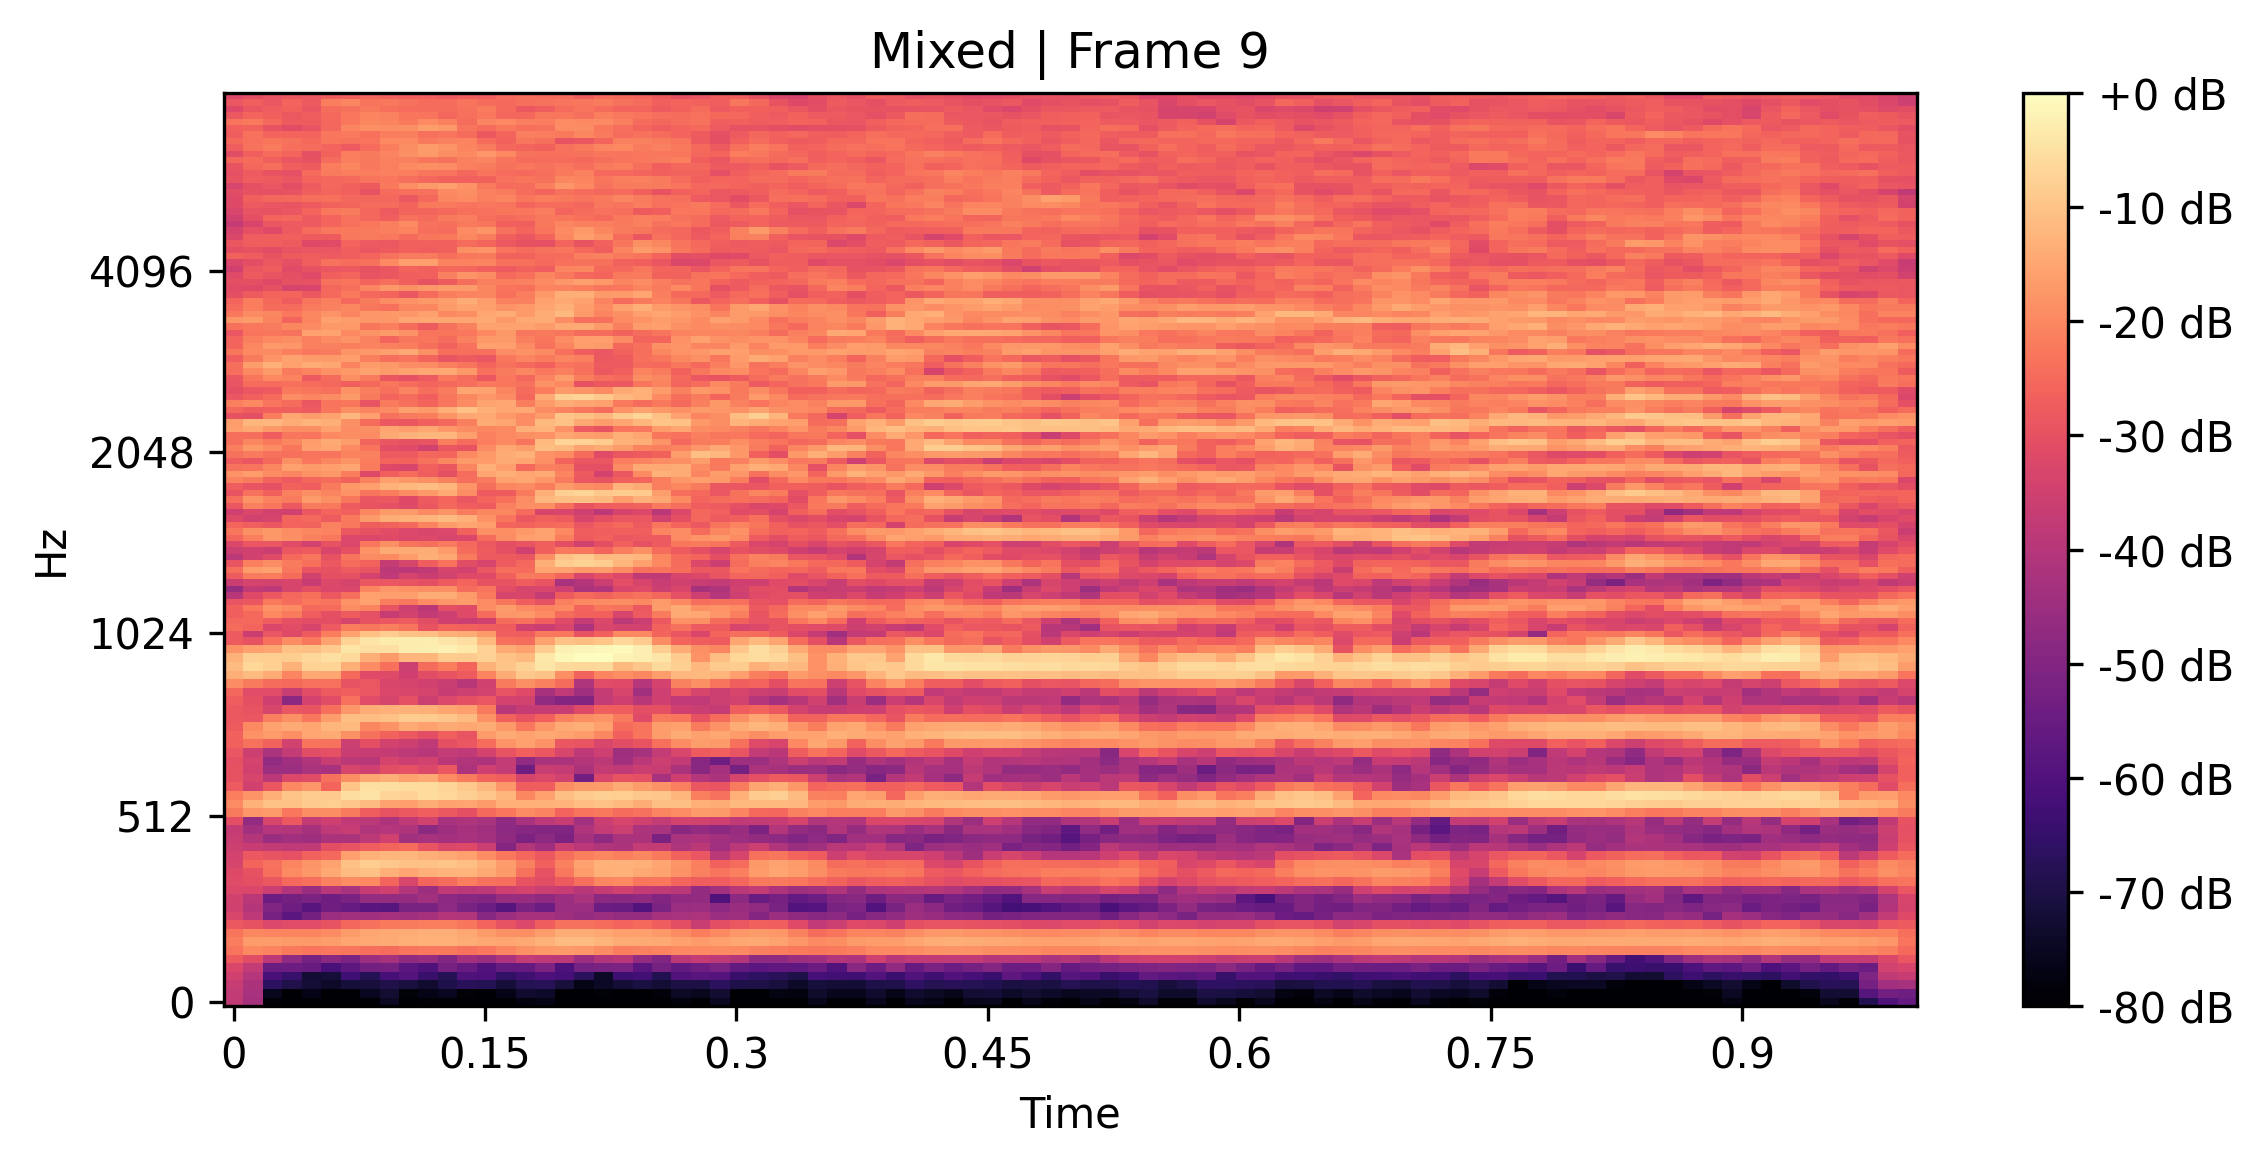 Mixed | Frame 9
+0 dB
-10 dB
-20 dB
-30 dB
-40 dB
-50 dB
-60 dB
-70 dB
-80 dB
4096
2048
1024
512
0
Hz
0 0.15 0.3 0.45 0.6 0.75 0.9
Time